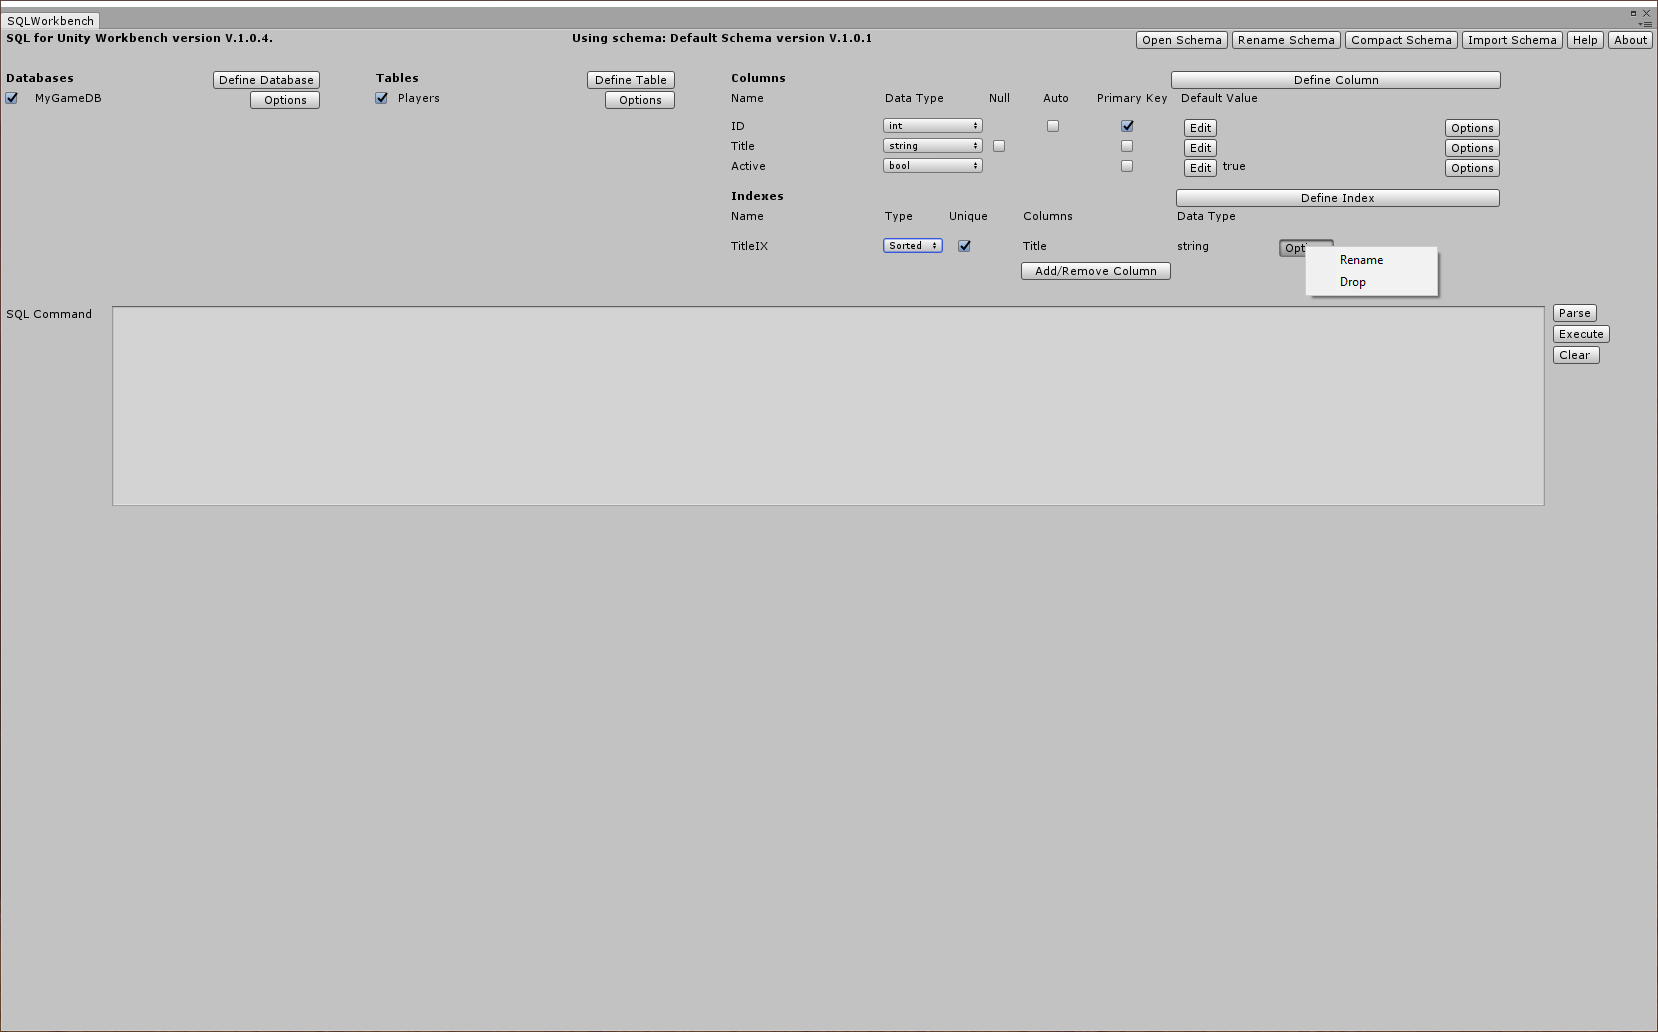 SQLWorkbench
SQL for Unity Workbench version V.1.0.4. Using schema: Default Schema version V.1.0.1 Open Schema Rename Schema Compact Schema Import Schema Help About
Databases Define Database Tables Define Table Columns Define Column
MyGameDB Options Players Options Name Data Type Null Auto Primary Key Default Value
ID int Edit Options
Title string Edit Options
Active bool Edit true Options
Indexes Define Index
Name Type Unique Columns Data Type
TitleIX Sorted Title string
Rename
Add/Remove Column
Drop
SQL Command Parse
Execute
Clear